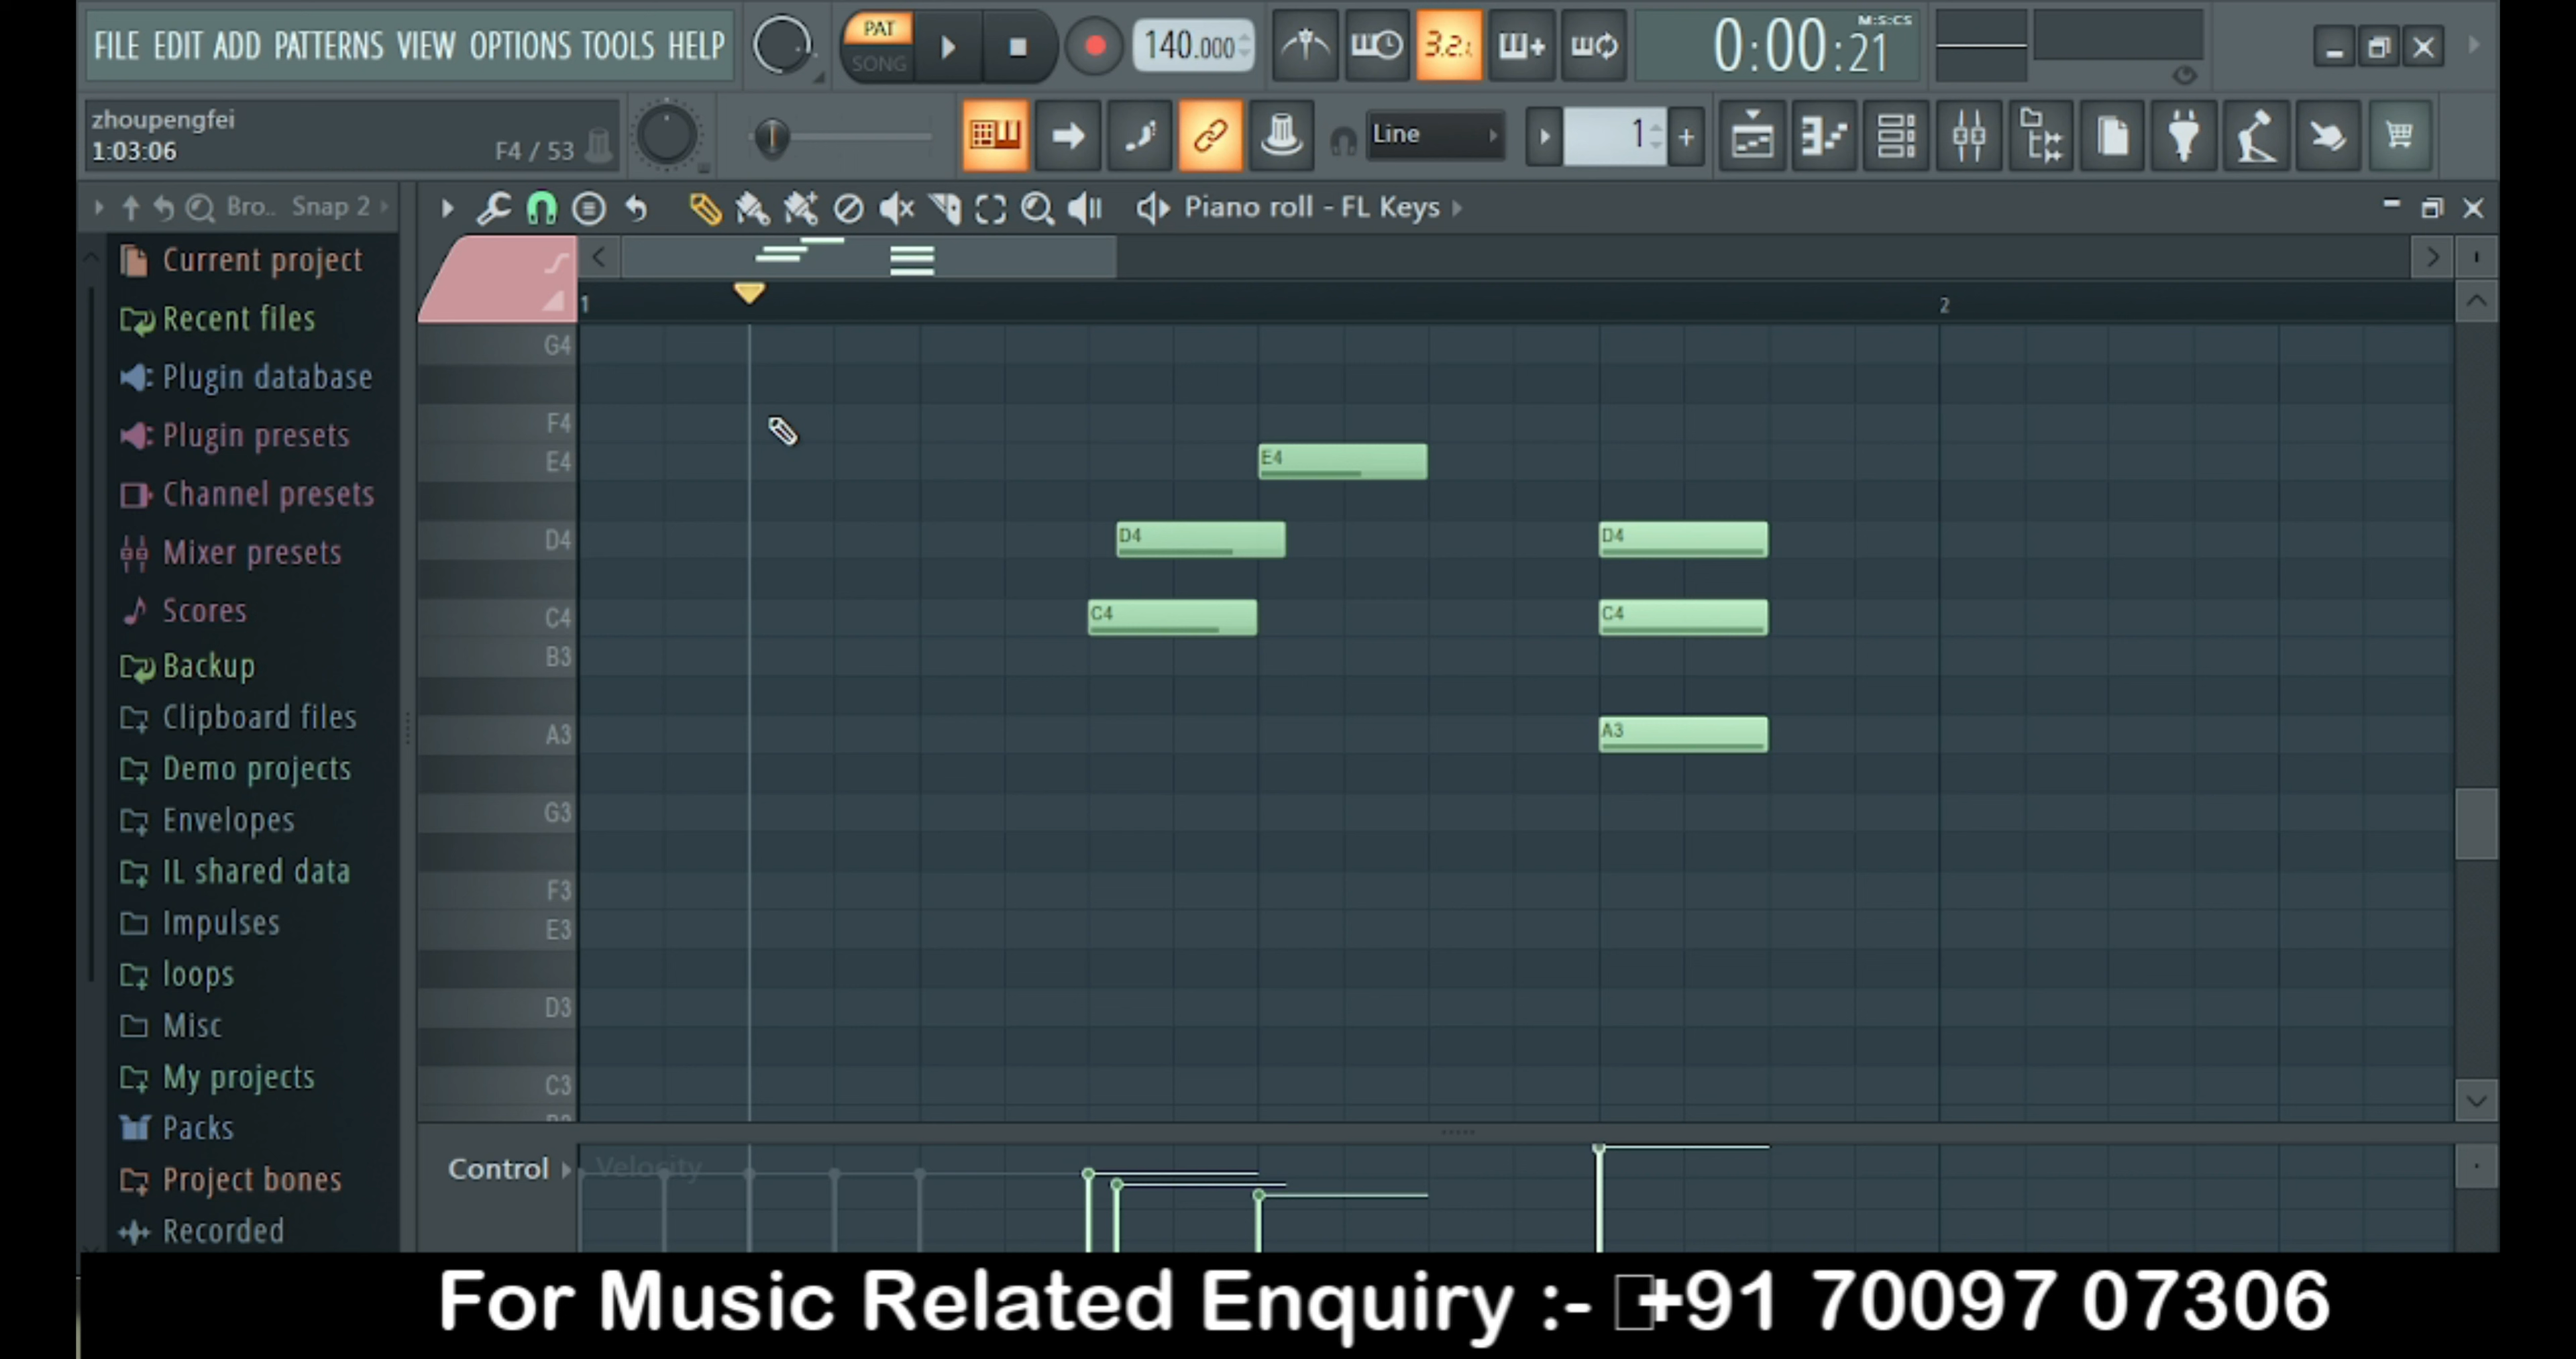 FILE EDIT ADD PATTERNS VIEW OPTIONS TOOLS HELP
PAT
SONG
140.000
3.2.
M:S:CS
0:00:21
zhoupengfei
1:03:06
F4 / 53
Line
1
Bro.. Snap 2
Piano roll - FL Keys
Current project
Recent files
Plugin database
Plugin presets
Channel presets
Mixer presets
Scores
Backup
Clipboard files
Demo projects
Envelopes
IL shared data
Impulses
loops
Misc
My projects
Packs
Project bones
Recorded
1
2
G4
F4
E4
D4
C4
B3
A3
G3
F3
E3
D3
C3
E4
D4
D4
C4
C4
A3
Control
Velocity
For Music Related Enquiry :- +91 70097 07306